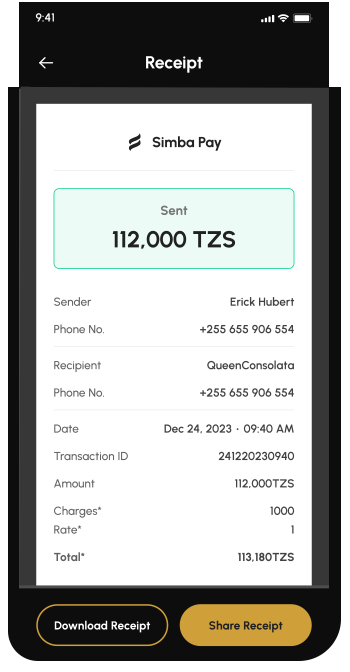 9:41
Receipt
Simba Pay
Sent
112,000 TZS
Sender Erick Hubert
Phone No. +255 655 906 554
Recipient QueenConsolata
Phone No. +255 655 906 554
Date Dec 24, 2023 · 09:40 AM
Transaction ID 241220230940
Amount 112,000TZS
Charges* 1000
Rate* 1
Total* 113,180TZS
Download Receipt Share Receipt